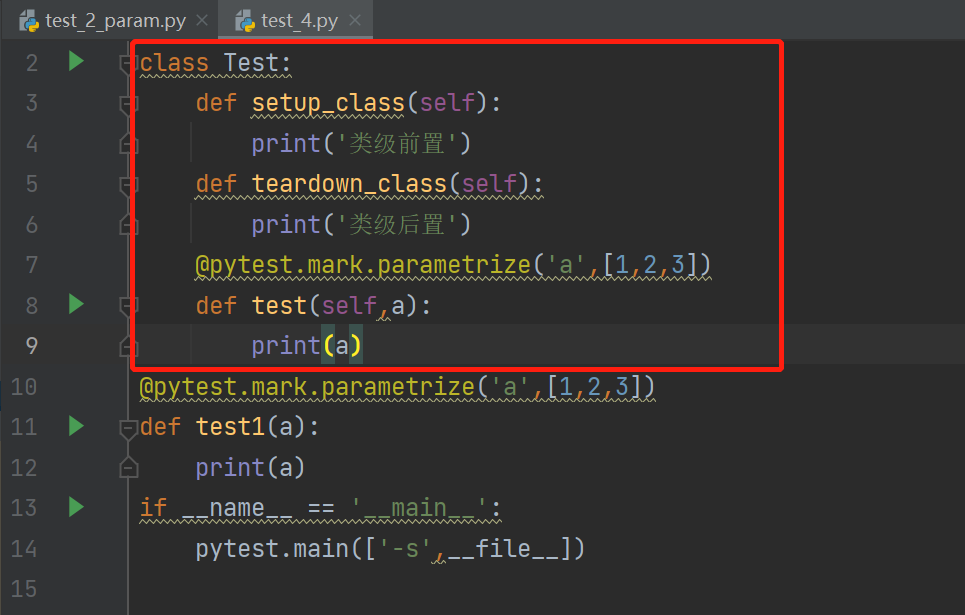 test_2_param.py
test_4.py
2 class Test:
3     def setup_class(self):
4         print('类级前置')
5     def teardown_class(self):
6         print('类级后置')
7     @pytest.mark.parametrize('a',[1,2,3])
8     def test(self,a):
9         print(a)
10 @pytest.mark.parametrize('a',[1,2,3])
11 def test1(a):
12     print(a)
13 if __name__ == '__main__':
14     pytest.main(['-s',__file__])
15